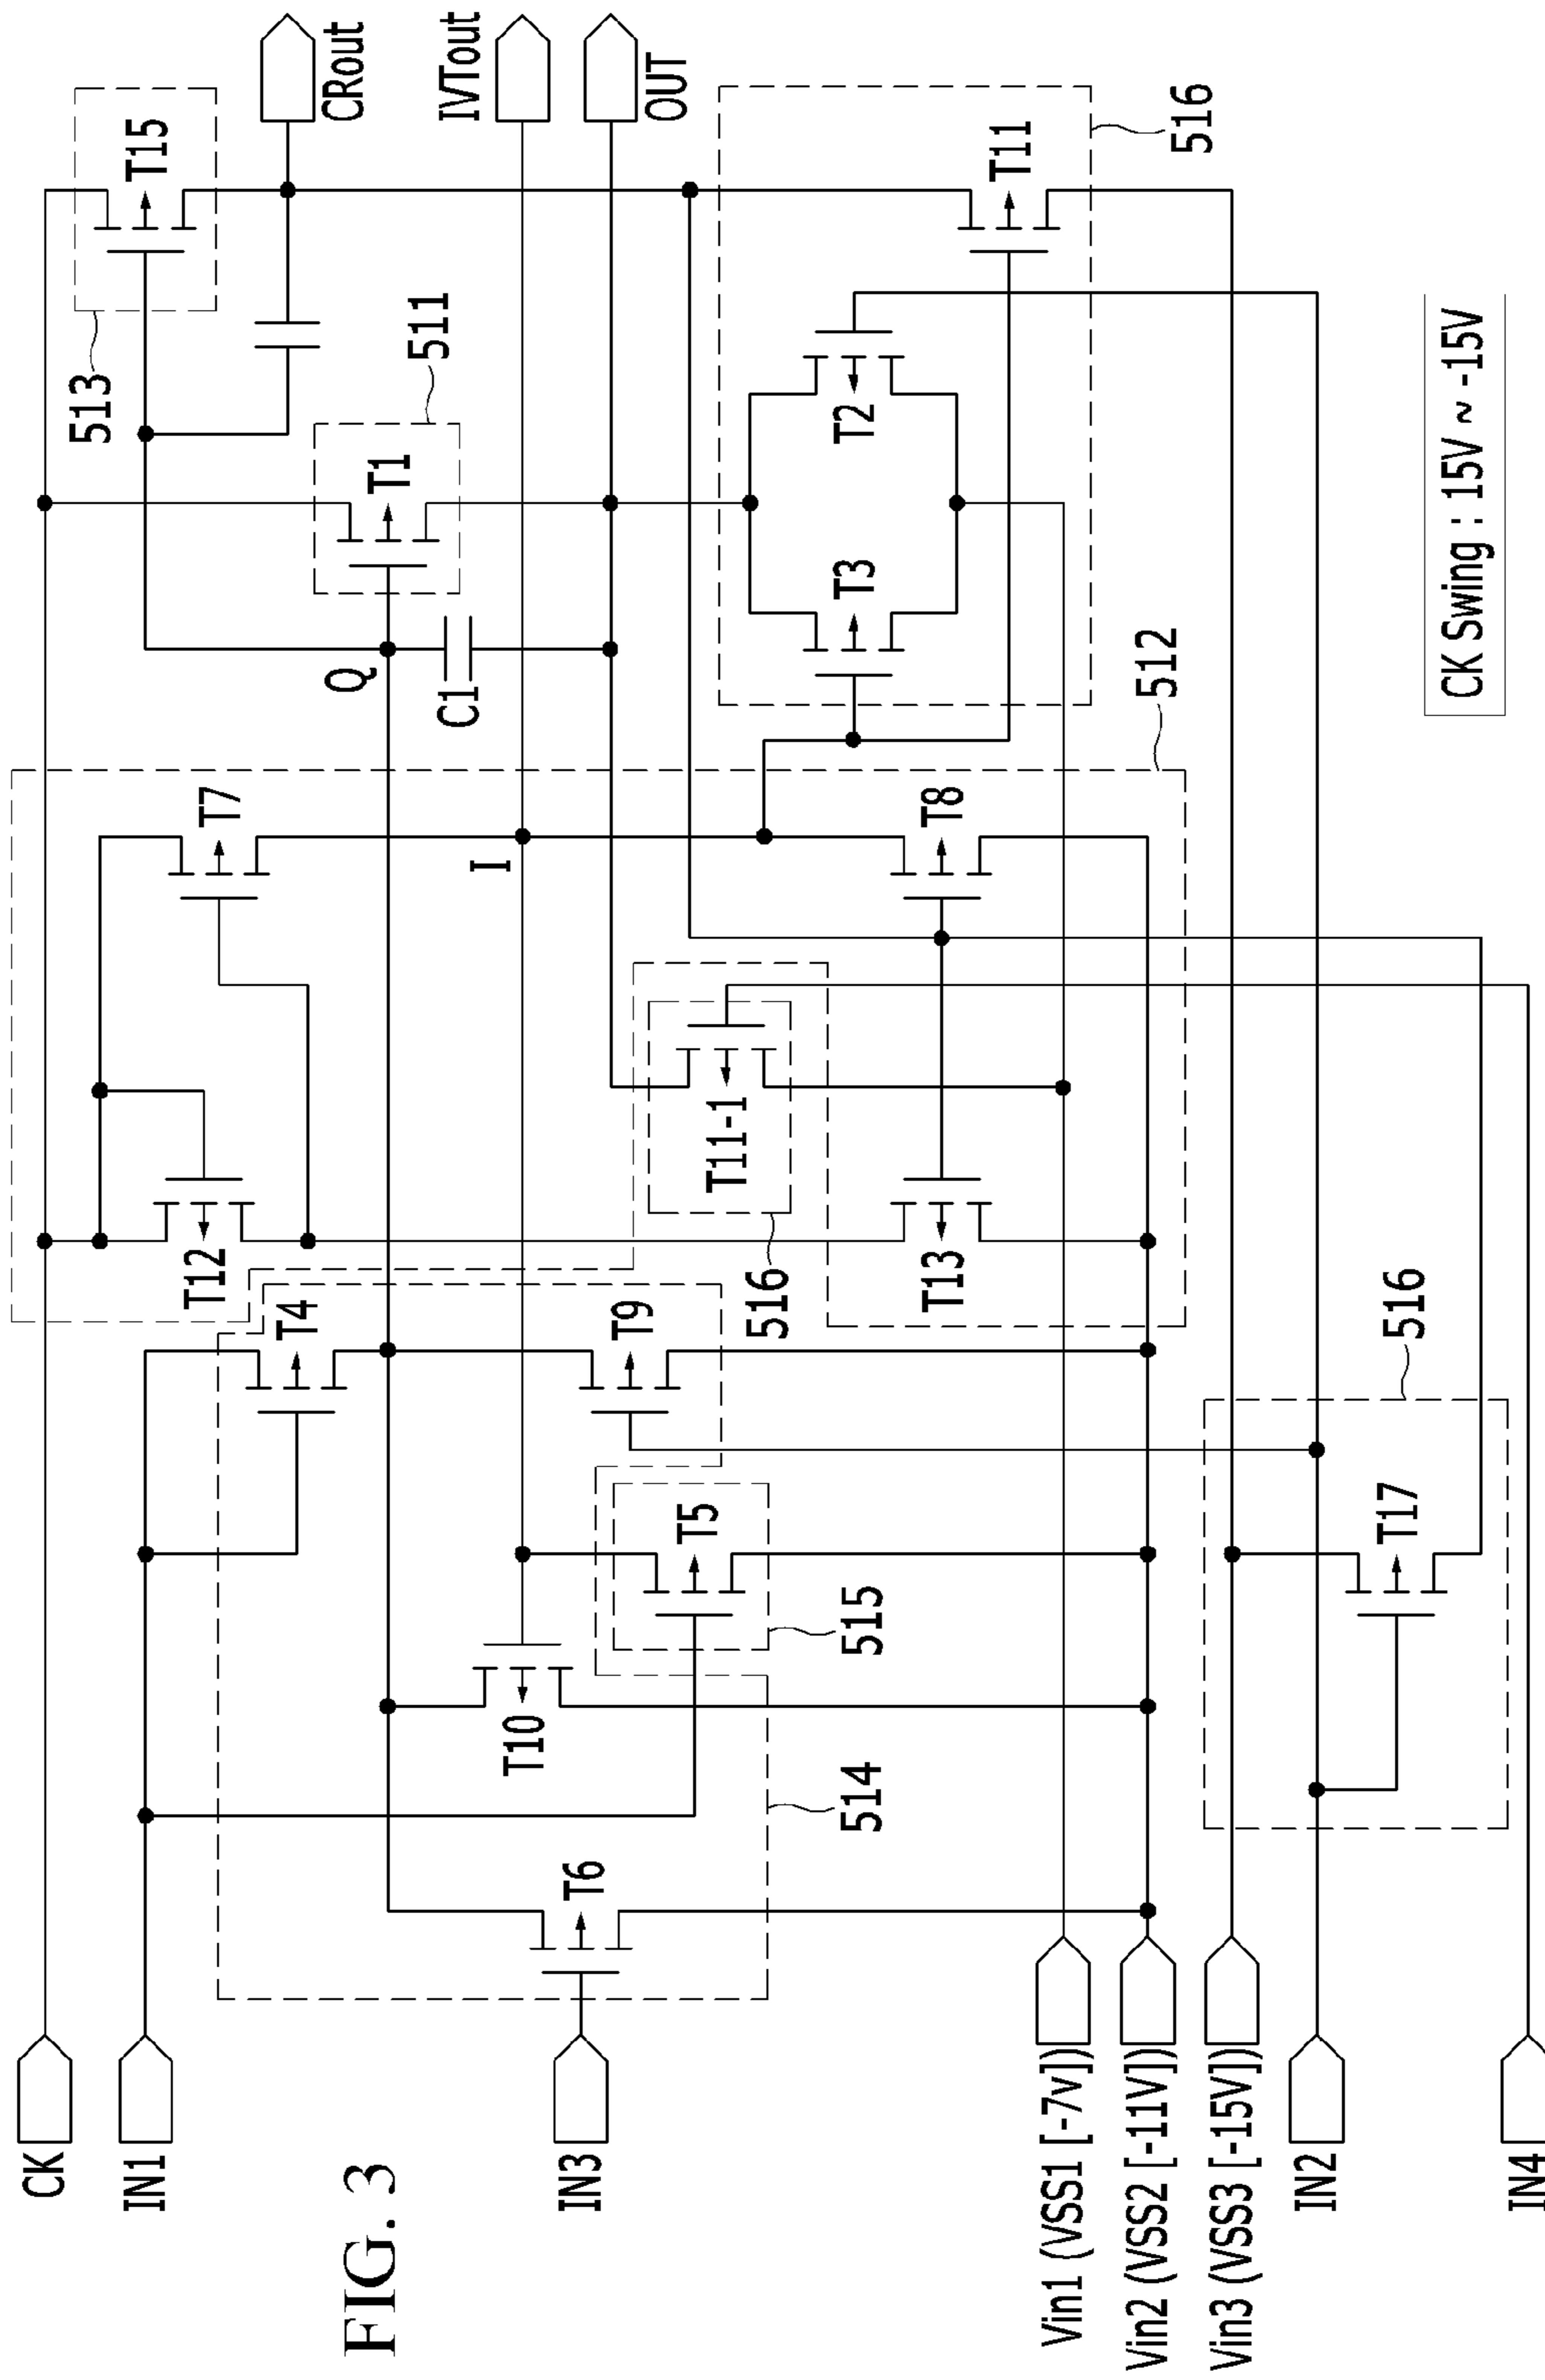 FIG. 3
CK
IN1
IN3
Vin1 (VSS1 [-7v])
Vin2 (VSS2 [-11V])
Vin3 (VSS3 [-15V])
IN2
IN4
T12
T7
T4
T9
T10
T5
515
T6
514
T11-1
516
T13
T8
512
I
Q
C1
T1
511
T15
513
T3
T2
T11
516
T17
516
CRout
IVTout
OUT
CK Swing : 15V ~ -15V